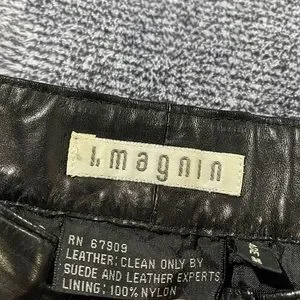 I. magnin
RN 67909
LEATHER: CLEAN ONLY BY
SUEDE AND LEATHER EXPERTS
LINING: 100% NYLON